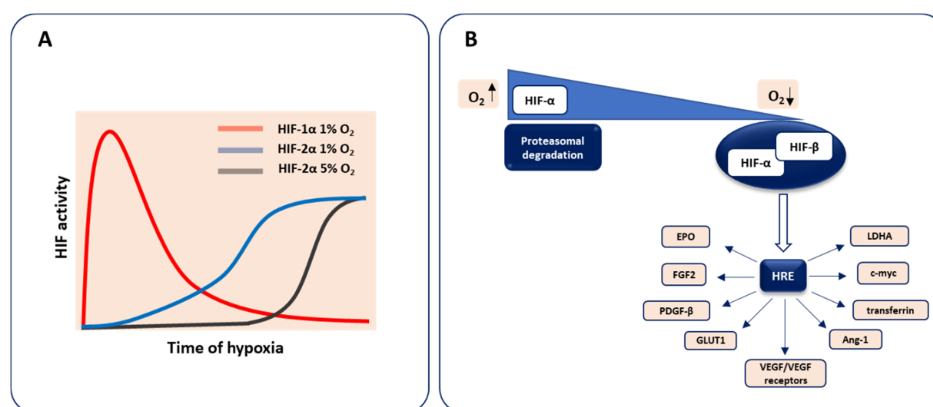 A
HIF activity
HIF-1α 1% O₂
HIF-2α 1% O₂
HIF-2α 5% O₂
Time of hypoxia
B
O₂
HIF-α
O₂
Proteasomal
degradation
HIF-β
HIF-α
EPO
LDHA
FGF2
HRE
c-myc
PDGF-β
transferrin
GLUT1
Ang-1
VEGF/VEGF
receptors